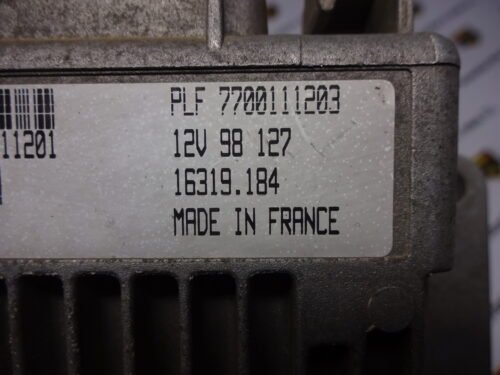 PLF 7700111203
11201
12V 98 127
16319.184
MADE IN FRANCE